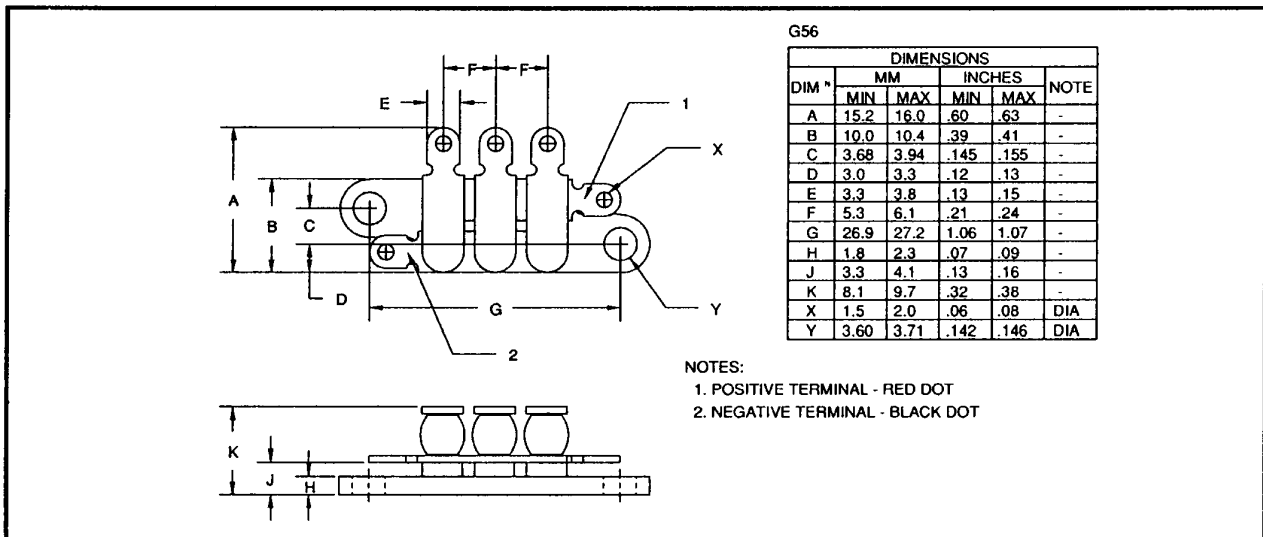 G56
DIMENSIONS
DIM " MM INCHES NOTE
MIN MAX MIN MAX
A 15.2 16.0 .60 .63 -
B 10.0 10.4 .39 .41 -
C 3.68 3.94 .145 .155 -
D 3.0 3.3 .12 .13 -
E 3.3 3.8 .13 .15 -
F 5.3 6.1 .21 .24 -
G 26.9 27.2 1.06 1.07 -
H 1.8 2.3 .07 .09 -
J 3.3 4.1 .13 .16 -
K 8.1 9.7 .32 .38 -
X 1.5 2.0 .06 .08 DIA
Y 3.60 3.71 .142 .146 DIA
F F
E 1
X
A B C
D G Y
2
NOTES:
1. POSITIVE TERMINAL - RED DOT
2. NEGATIVE TERMINAL - BLACK DOT
K J H